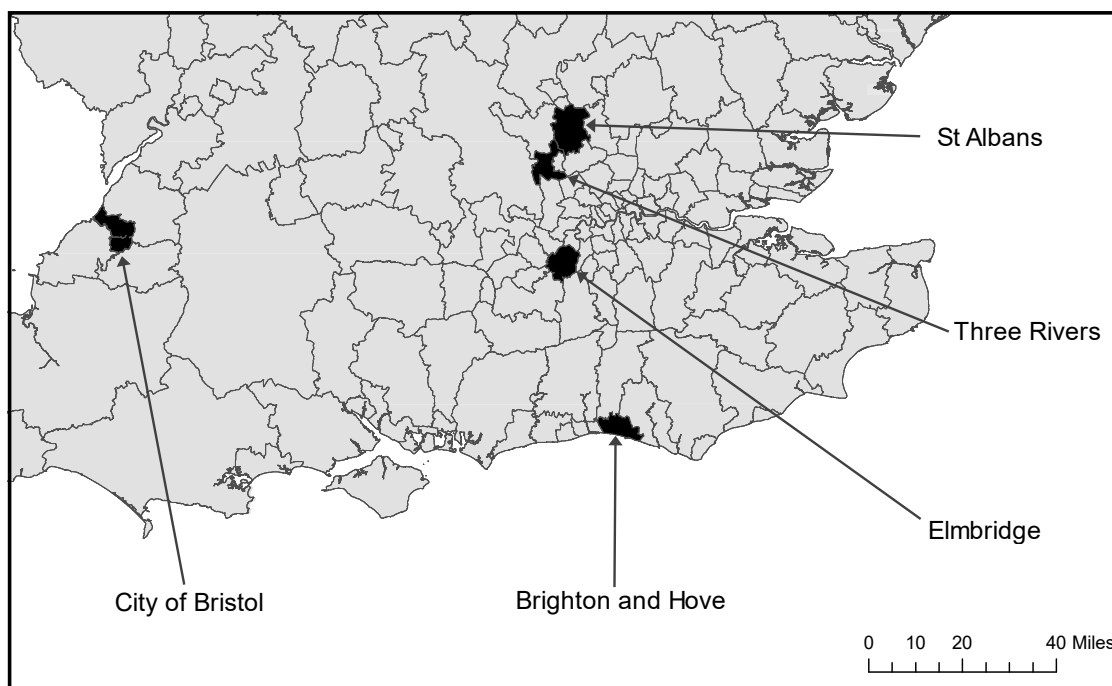 St Albans
Three Rivers
Elmbridge
City of Bristol
Brighton and Hove
0 10 20 40 Miles